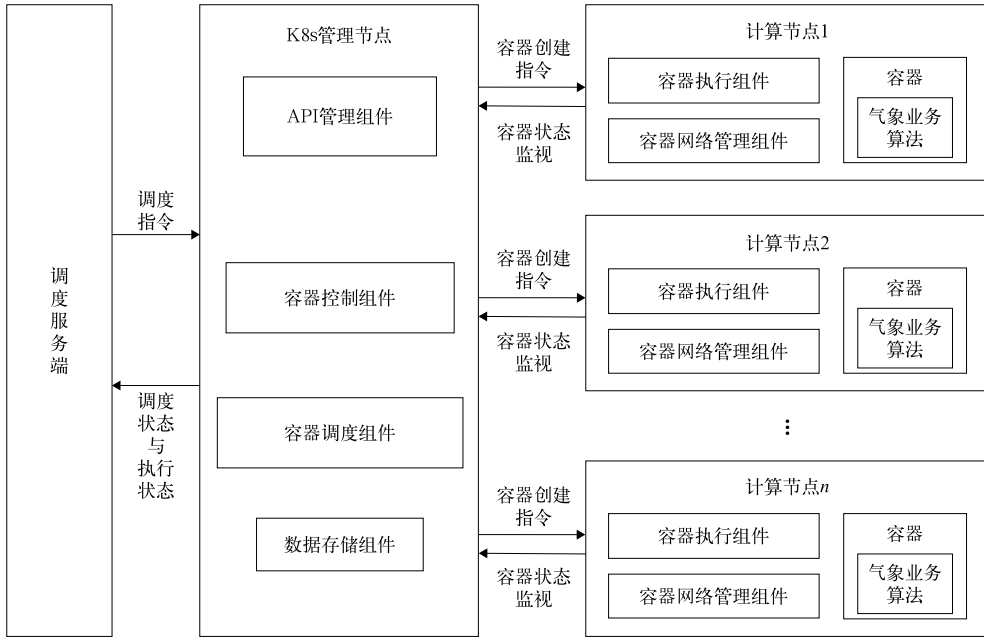 调
度
服
务
端
调度
指令
调度
状态
与
执行
状态
K8s管理节点
API管理组件
容器控制组件
容器调度组件
数据存储组件
容器创建
指令
容器状态
监视
计算节点1
容器执行组件
容器网络管理组件
容器
气象业务
算法
容器创建
指令
容器状态
监视
计算节点2
容器执行组件
容器网络管理组件
容器
气象业务
算法
⋮
容器创建
指令
容器状态
监视
计算节点n
容器执行组件
容器网络管理组件
容器
气象业务
算法